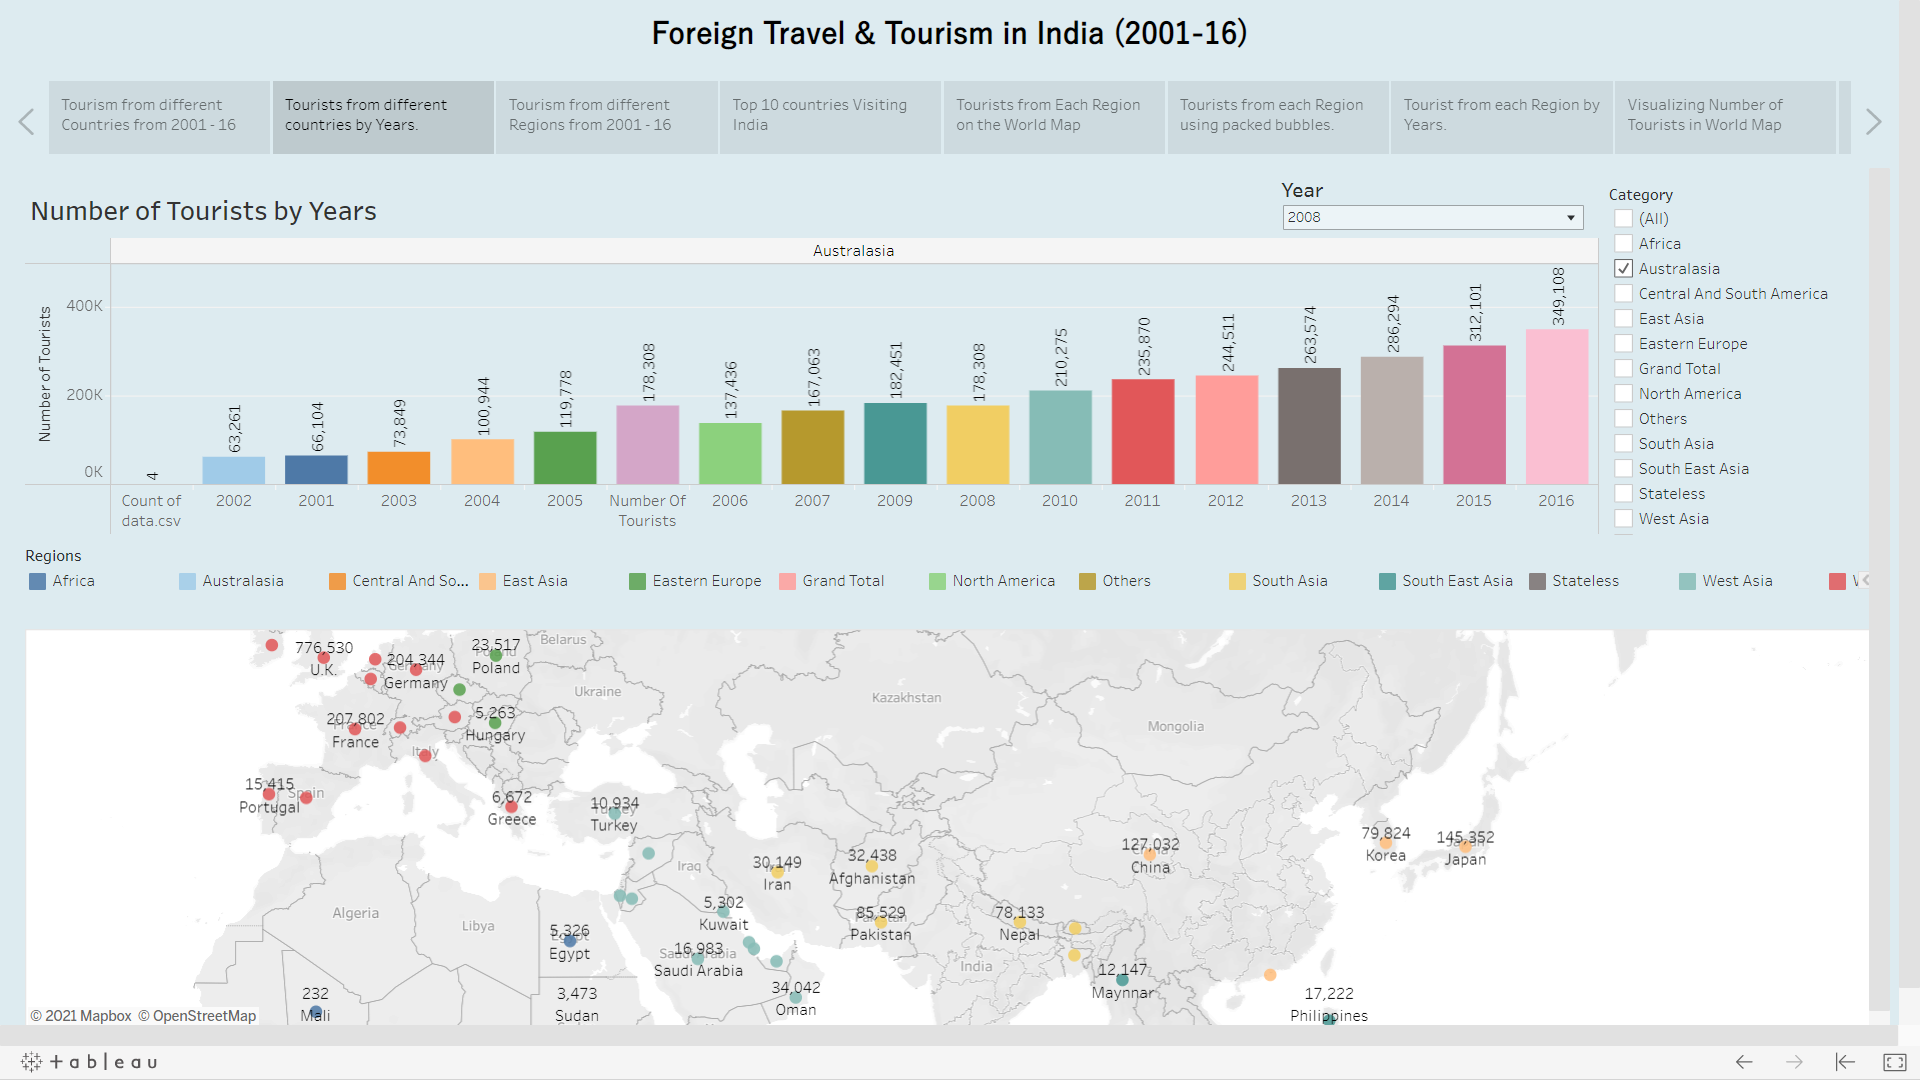 Foreign Travel & Tourism in India (2001-16)
Tourism from different
Countries from 2001 - 16
Tourists from different
countries by Years.
Tourism from different
Regions from 2001 - 16
Top 10 countries Visiting
India
Tourists from Each Region
on the World Map
Tourists from each Region
using packed bubbles.
Tourist from each Region by
Years.
Visualizing Number of
Tourists in World Map
Number of Tourists by Years
Year
2008
Category
(All)
Africa
Australasia
Central And South America
East Asia
Eastern Europe
Grand Total
North America
Others
South Asia
South East Asia
Stateless
West Asia
Australasia
Number of Tourists
400K
200K
0K
4
63,261
66,104
73,849
100,944
119,778
178,308
137,436
167,063
182,451
178,308
210,275
235,870
244,511
263,574
286,294
312,101
349,108
Count of
data.csv
2002
2001
2003
2004
2005
Number Of
Tourists
2006
2007
2009
2008
2010
2011
2012
2013
2014
2015
2016
Regions
Africa
Australasia
Central And So...
East Asia
Eastern Europe
Grand Total
North America
Others
South Asia
South East Asia
Stateless
West Asia
776,530
U.K.
204,344
Germany
23,517
Poland
Belarus
Ukraine
Kazakhstan
Mongolia
207,802
France
5,263
Hungary
Italy
15,415
Portugal
Spain
6,672
Greece
10,934
Turkey
Iraq
30,149
Iran
32,438
Afghanistan
127,032
China
79,824
Korea
145,352
Japan
Algeria
Libya
5,326
Egypt
5,302
Kuwait
85,529
Pakistan
78,133
Nepal
16,983
Saudi Arabia
India
12,147
Maynnar
232
Mali
3,473
Sudan
34,042
Oman
17,222
Philippines
© 2021 Mapbox © OpenStreetMap
+ableau